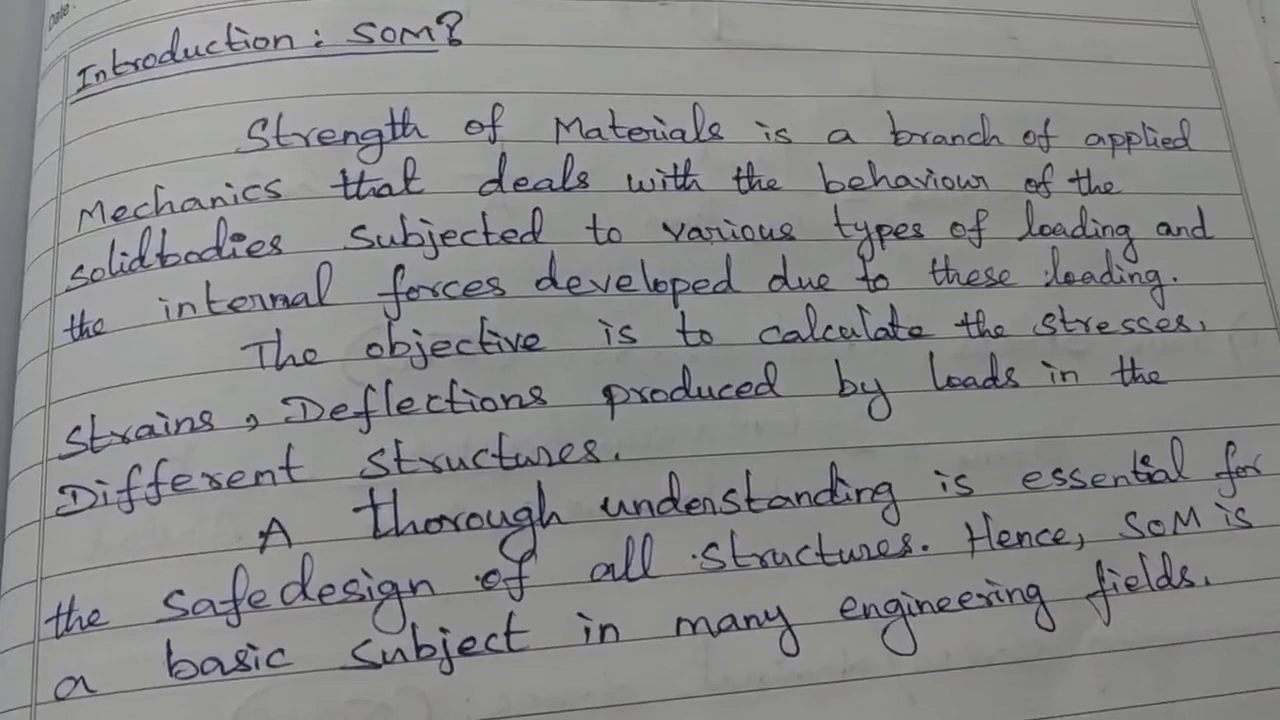 Date:
Introduction: SOM?
Strength of Materials is a branch of applied
Mechanics that deals with the behaviour of the
solidbodies subjected to various types of loading and
the internal forces developed due to these loading.
The objective is to calculate the stresses,
Strains, Deflections produced by loads in the
Different structures.
A thorough understanding is essential for
the safe design of all structures. Hence, SOM is
a basic subject in many engineering fields.